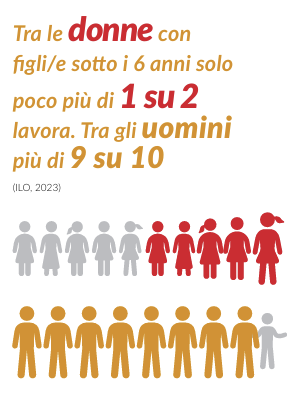 Tra le donne con
figli/e sotto i 6 anni solo
poco più di 1 su 2
lavora. Tra gli uomini
più di 9 su 10
(ILO, 2023)